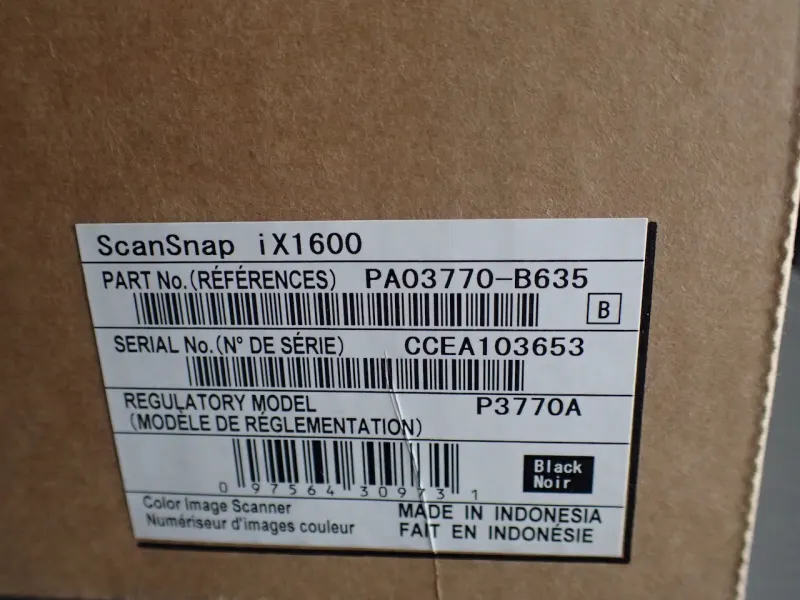 ScanSnap iX1600
PART No.(RÉFÉRENCES) PA03770-B635
B
SERIAL No.(N° DE SÉRIE) CCEA103653
REGULATORY MODEL P3770A
(MODÈLE DE RÉGLEMENTATION)
Black
Noir
0 97564 30973 1
Color Image Scanner
Numériseur d'images couleur
MADE IN INDONESIA
FAIT EN INDONÉSIE